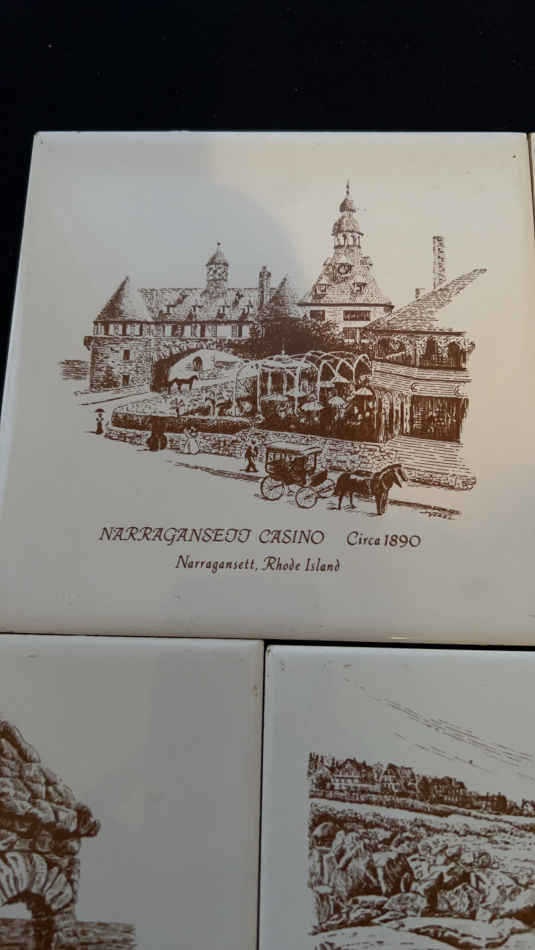 NARRAGANSETT CASINO Circa 1890
Narragansett, Rhode Island